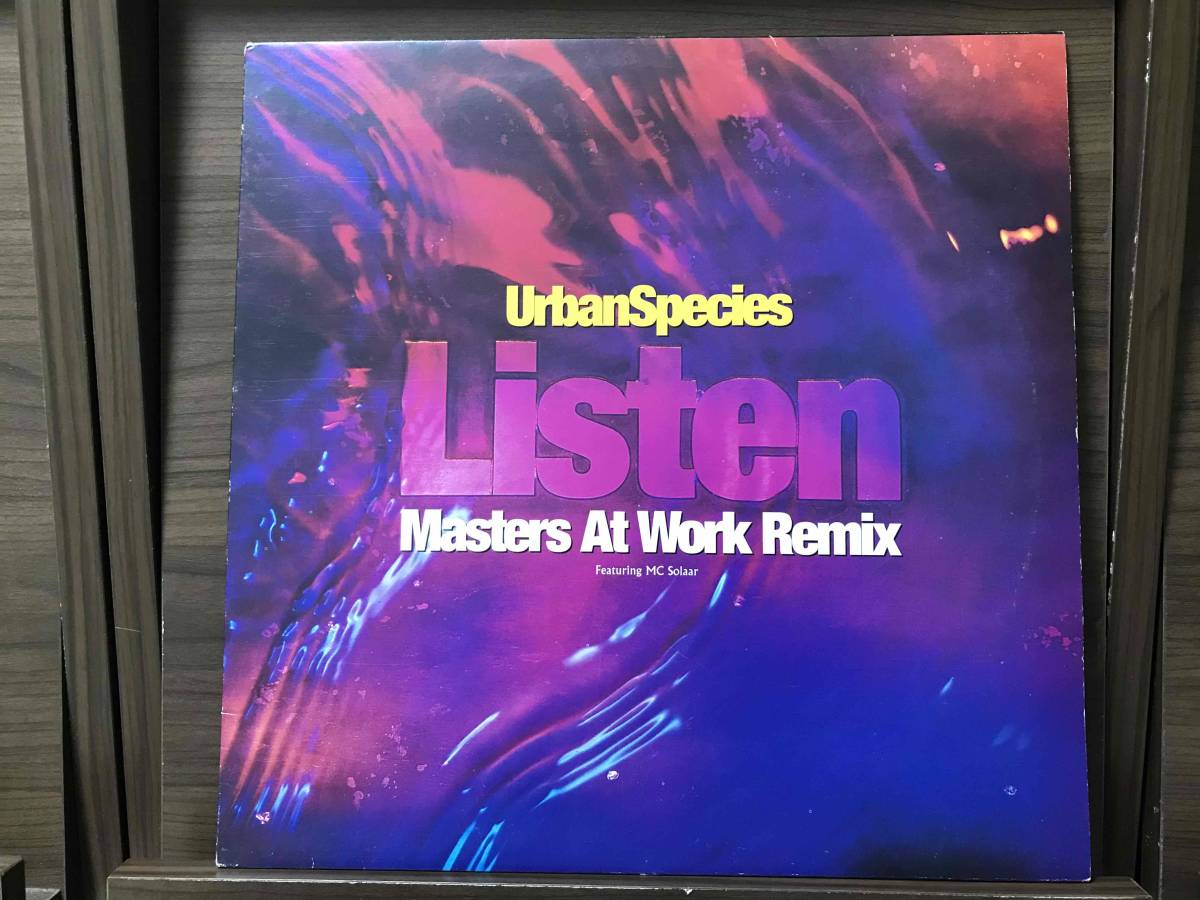 UrbanSpecies
Listen
Masters At Work Remix
Featuring MC Solaar